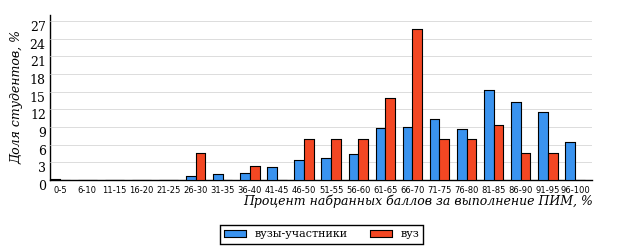 Доля студентов, %
27
24
21
18
15
12
9
6
3
0
0-5 6-10 11-15 16-20 21-25 26-30 31-35 36-40 41-45 46-50 51-55 56-60 61-65 66-70 71-75 76-80 81-85 86-90 91-95 96-100
Процент набранных баллов за выполнение ПИМ, %
вузы-участники вуз